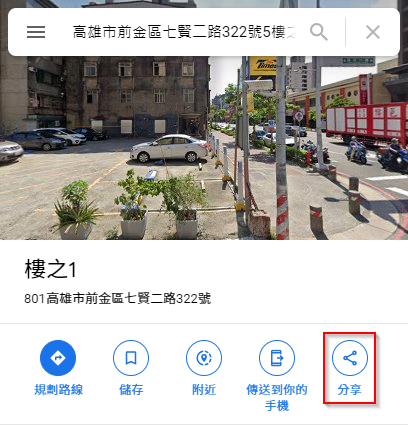 高雄市前金區七賢二路322號5樓之
Times
樓之1
801高雄市前金區七賢二路322號
規劃路線
儲存
附近
傳送到你的
手機
分享